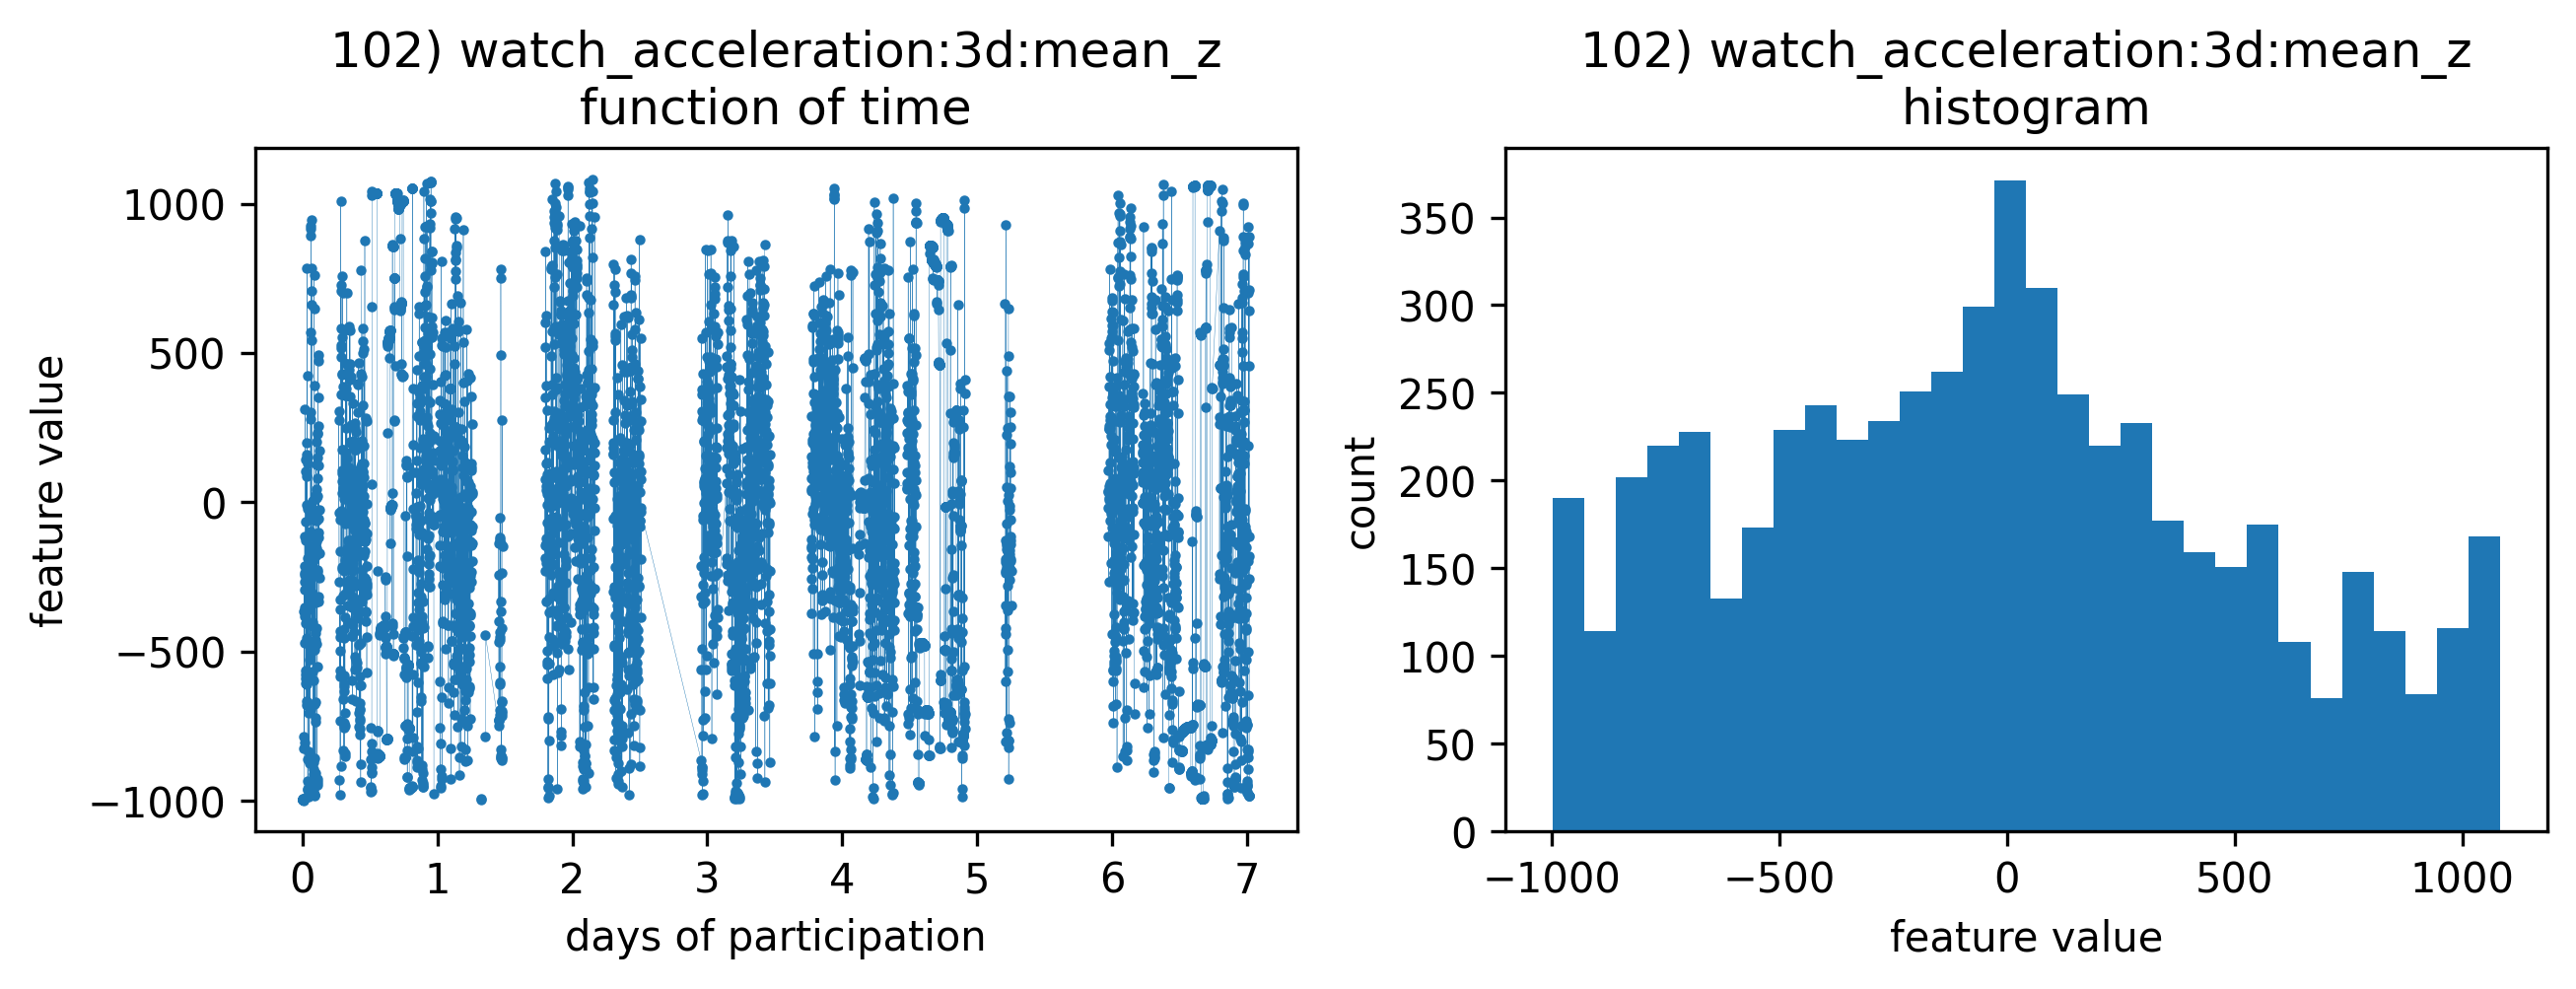 102) watch_acceleration:3d:mean_z
function of time
1000
500
0
−500
−1000
feature value
0 1 2 3 4 5 6 7
days of participation
102) watch_acceleration:3d:mean_z
histogram
350
300
250
200
150
100
50
0
count
−1000 −500 0 500 1000
feature value